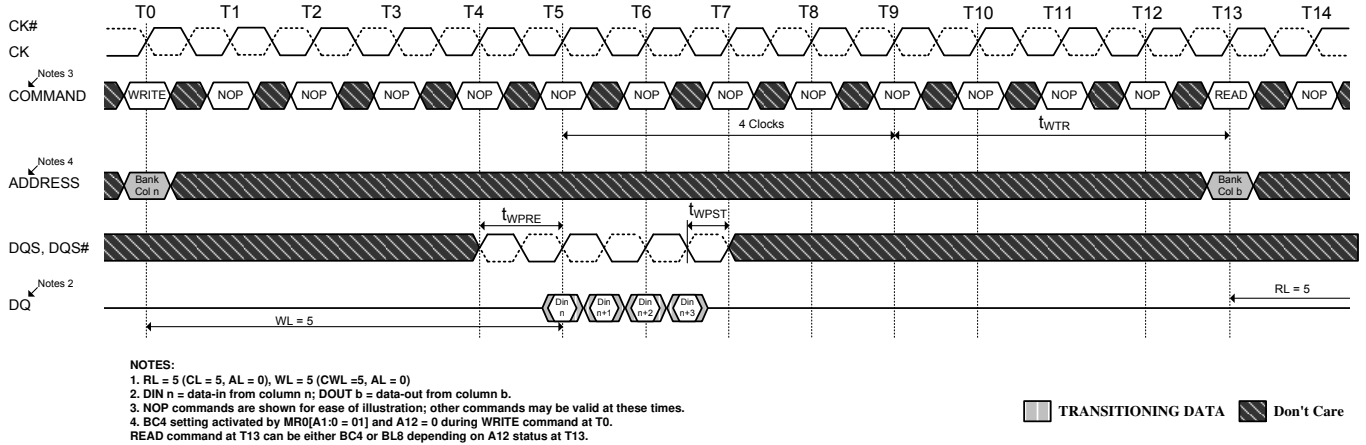 T0 T1 T2 T3 T4 T5 T6 T7 T8 T9 T10 T11 T12 T13 T14
CK#
CK
Notes 3
COMMAND WRITE NOP NOP NOP NOP NOP NOP NOP NOP NOP NOP NOP NOP READ NOP
4 Clocks tWTR
Notes 4
ADDRESS
Bank Col n
Bank Col b
tWPRE tWPST
DQS, DQS#
Notes 2
DQ
Din n
Din n+1
Din n+2
Din n+3
RL = 5
WL = 5
NOTES:
1. RL = 5 (CL = 5, AL = 0), WL = 5 (CWL =5, AL = 0)
2. DIN n = data-in from column n; DOUT b = data-out from column b.
3. NOP commands are shown for ease of illustration; other commands may be valid at these times.
4. BC4 setting activated by MR0[A1:0 = 01] and A12 = 0 during WRITE command at T0.
READ command at T13 can be either BC4 or BL8 depending on A12 status at T13.
TRANSITIONING DATA Don't Care